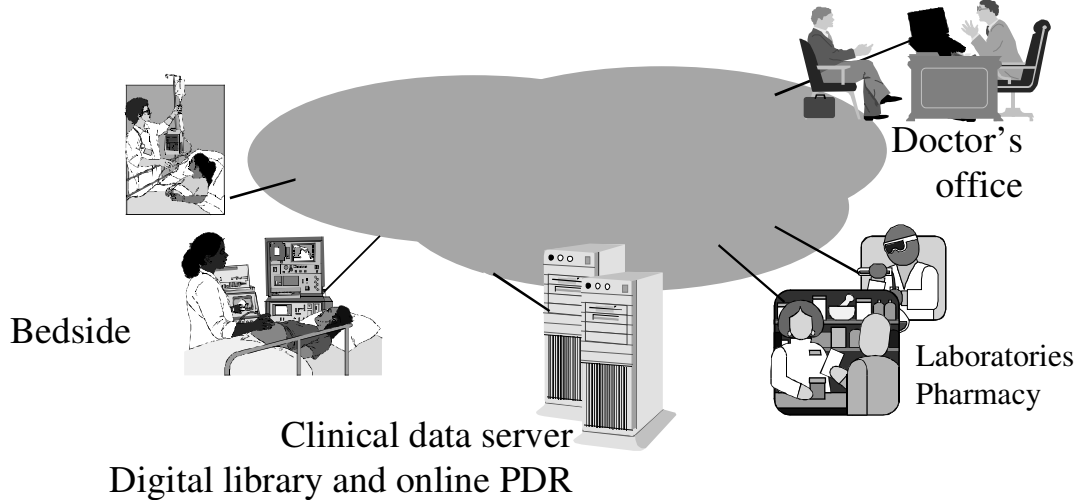 Doctor's
office
Bedside
Laboratories
Pharmacy
Clinical data server
Digital library and online PDR